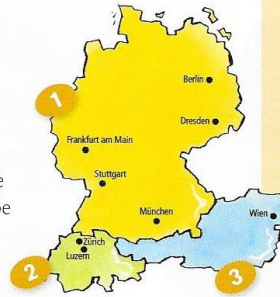 Berlin
1
Dresden
Frankfurt am Main
Stuttgart
München
Wien
Zürich
Luzern
2
3